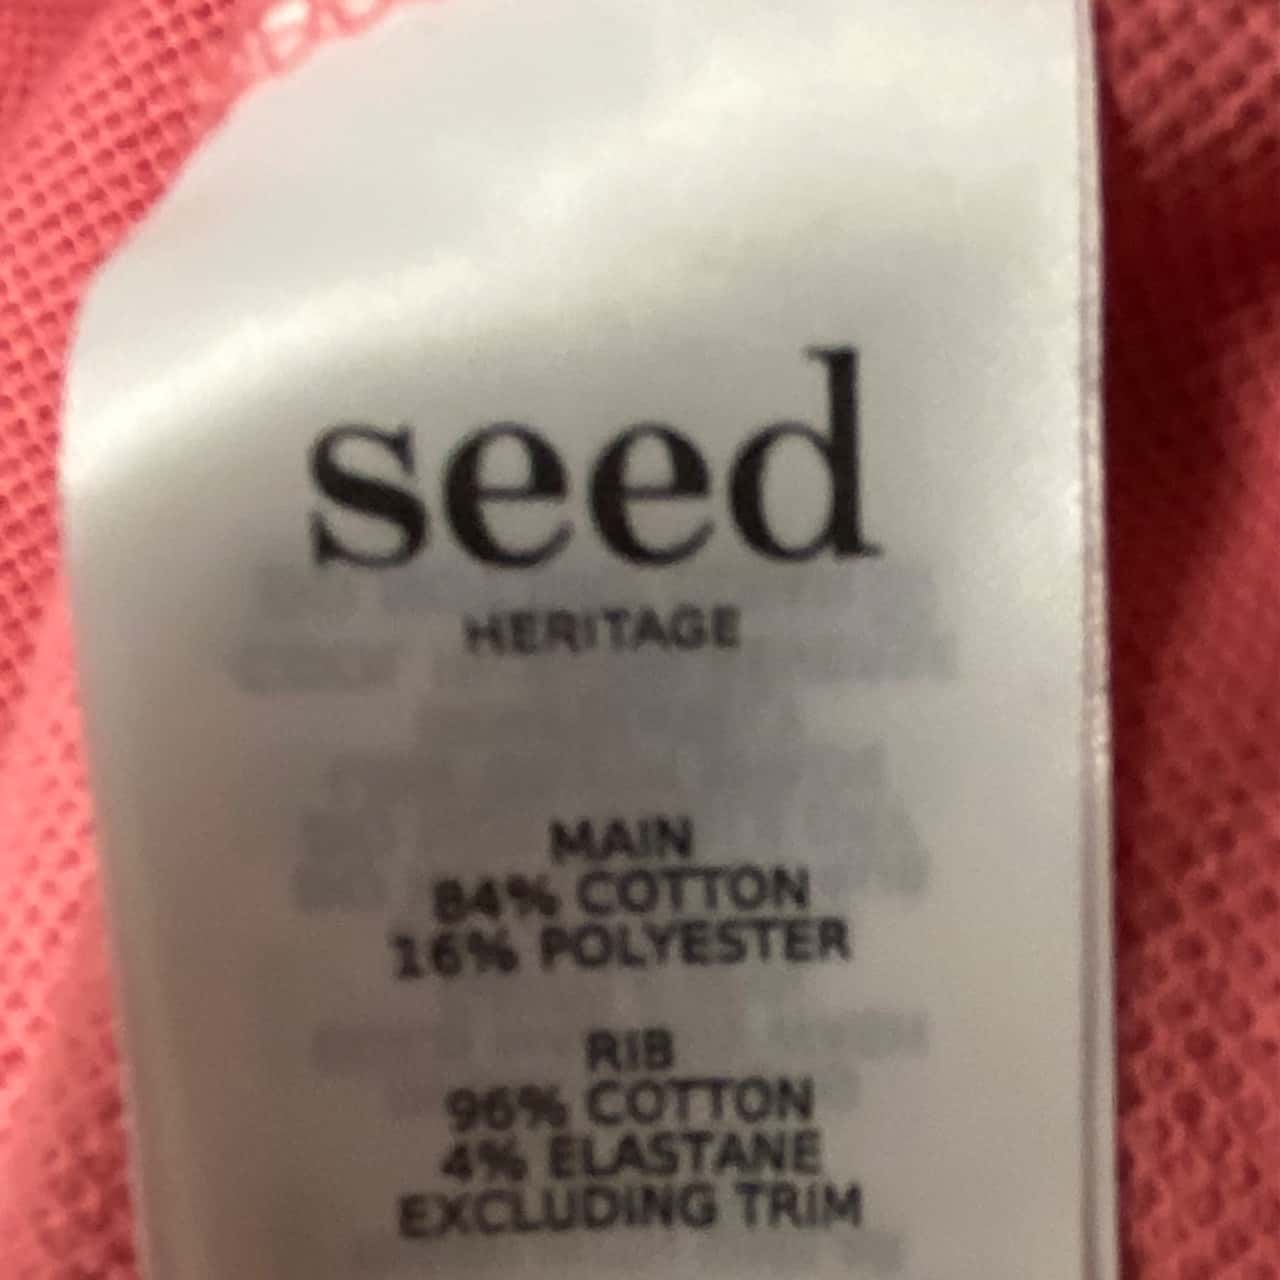 seed
HERITAGE
MAIN
84% COTTON
16% POLYESTER
RIB
96% COTTON
4% ELASTANE
EXCLUDING TRIM